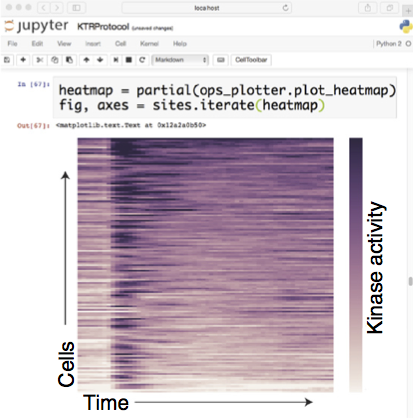 localhost
jupyter KTRProtocol (unsaved changes)
File Edit View Insert Cell Kernel Help Python 2
Markdown CellToolbar
In [67]: heatmap = partial(ops_plotter.plot_heatmap)
fig, axes = sites.iterate(heatmap)
Out[67]: <matplotlib.text.Text at 0x12a2a0b50>
Cells
Kinase activity
Time